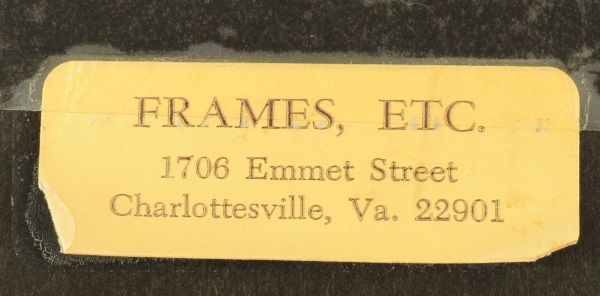 FRAMES, ETC.
1706 Emmet Street
Charlottesville, Va. 22901